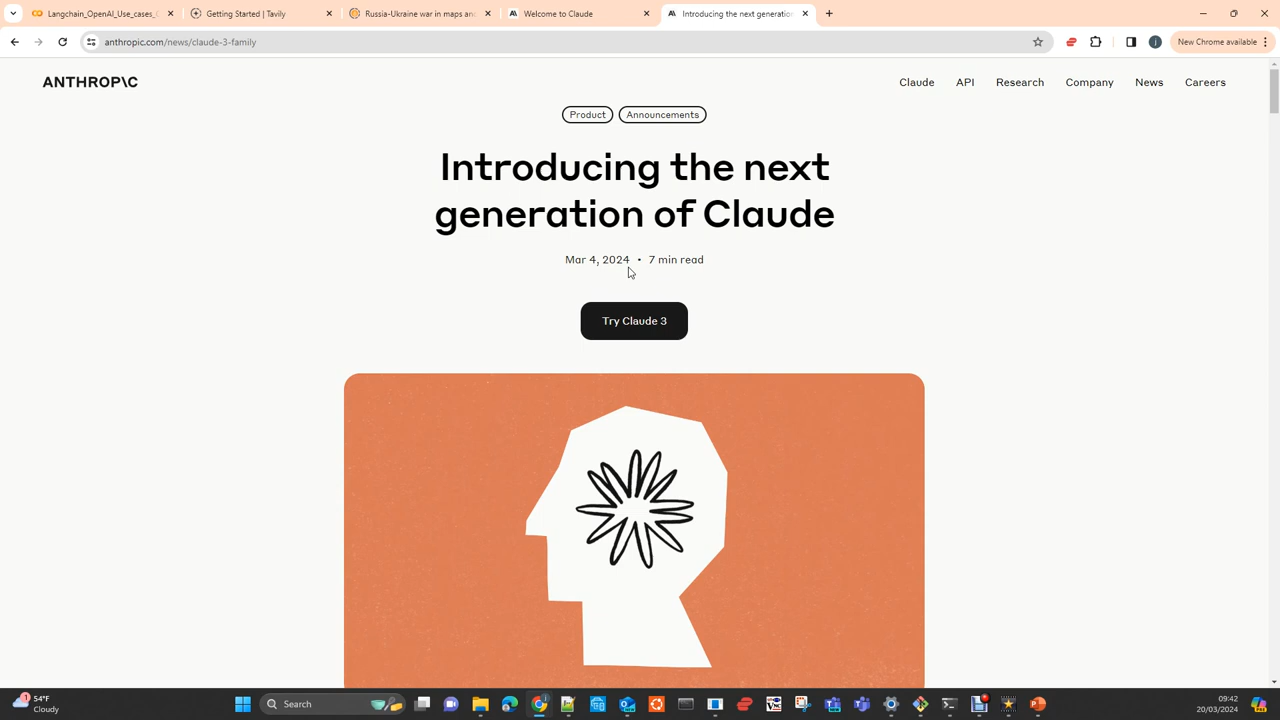 Langchain_OpenAI_Use_cases_
Getting Started | Tavily
Russia-Ukraine war in maps an
Welcome to Claude
Introducing the next generation
anthropic.com/news/claude-3-family
New Chrome available
ANTHROP\C
Claude
API
Research
Company
News
Careers
Product
Announcements
Introducing the next
generation of Claude
Mar 4, 2024 • 7 min read
Try Claude 3
54°F
Cloudy
Search
09:42
20/03/2024